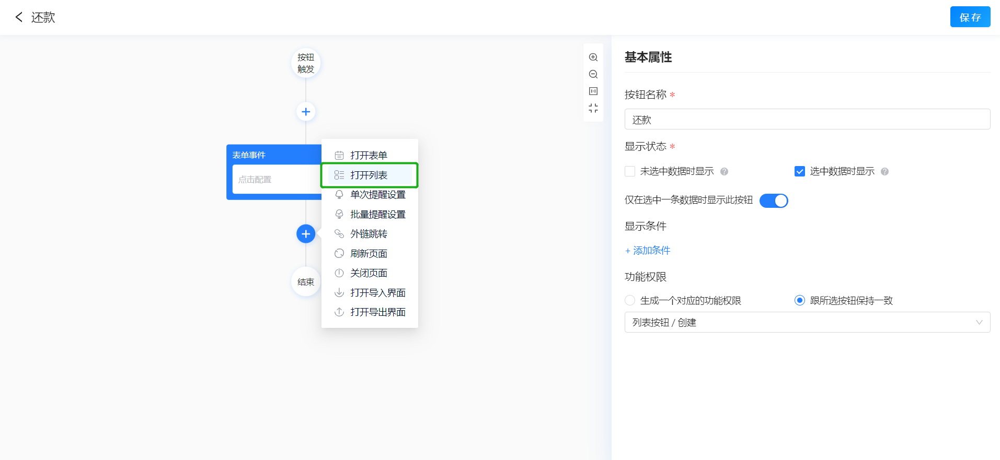 还款
保存
按钮
触发
表单事件
点击配置
结束
打开表单
打开列表
单次提醒设置
批量提醒设置
外链跳转
刷新页面
关闭页面
打开导入界面
打开导出界面
基本属性
按钮名称 *
还款
显示状态 *
未选中数据时显示 ?
选中数据时显示 ?
仅在选中一条数据时显示此按钮
显示条件
+ 添加条件
功能权限
生成一个对应的功能权限
跟所选按钮保持一致
列表按钮 / 创建